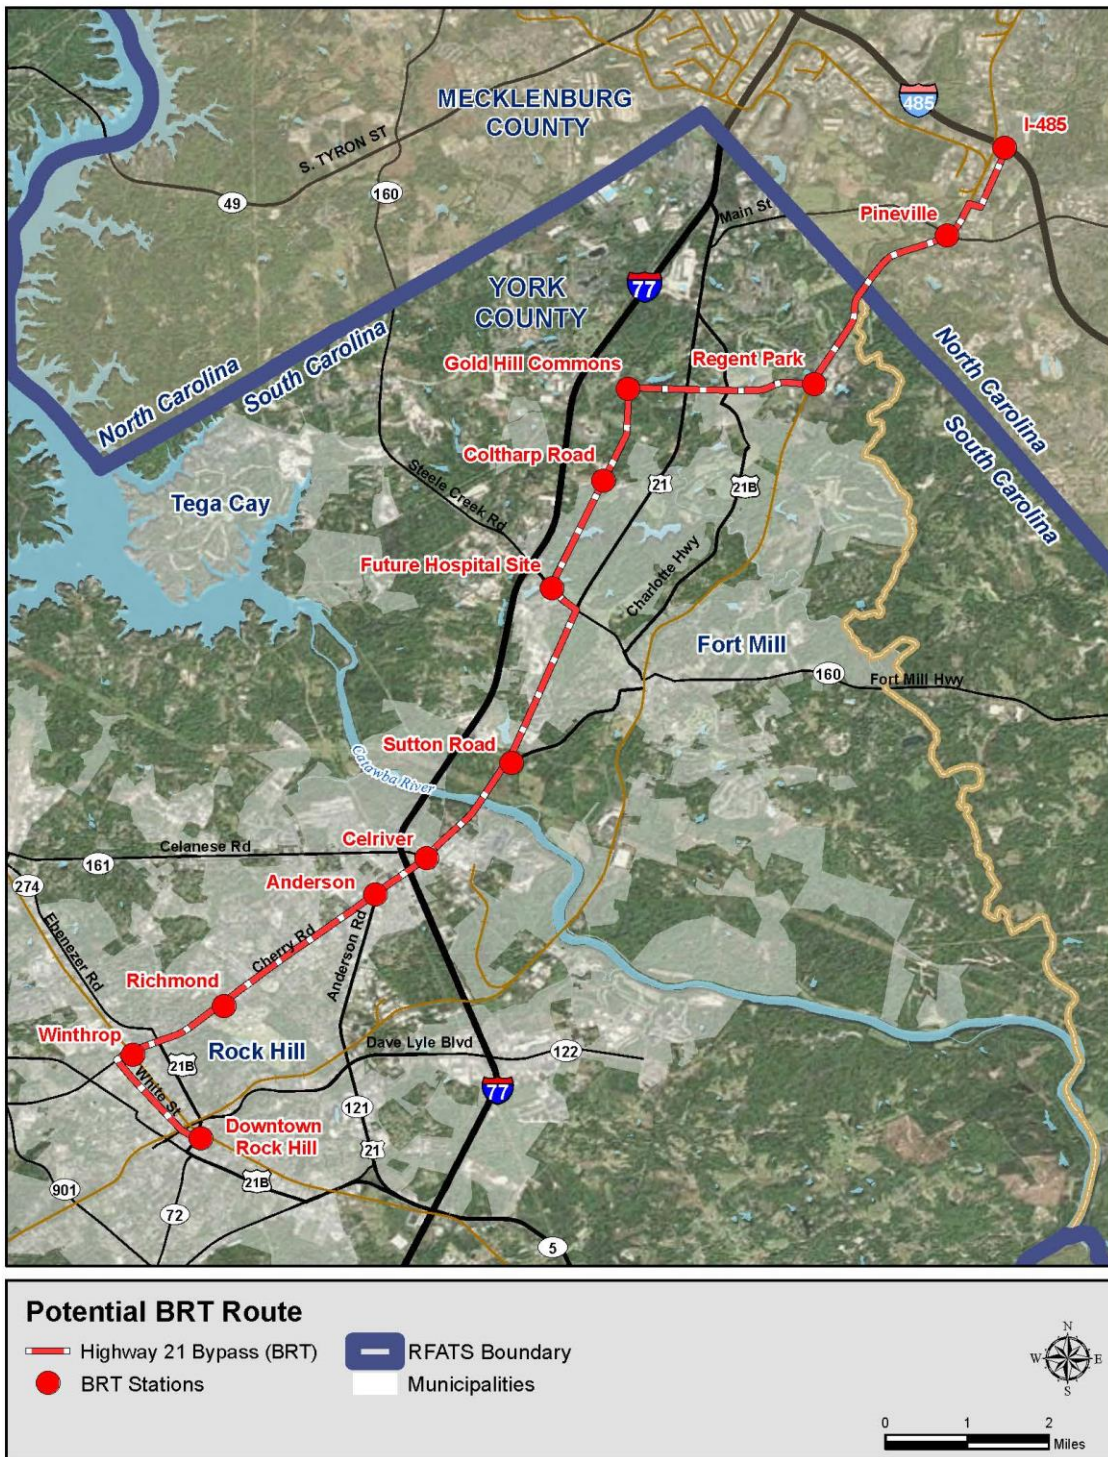 MECKLENBURG
COUNTY
485
I-485
S. TYRON ST
49
160
Main St
Pineville
YORK
COUNTY
77
North Carolina
South Carolina
Gold Hill Commons
Regent Park
North Carolina
South Carolina
Coltharp Road
21
21B
Tega Cay
Steele Creek Rd
Future Hospital Site
Charlotte Hwy
Fort Mill
160
Fort Mill Hwy
Sutton Road
Catawba River
Celriver
Celanese Rd
161
Anderson
274
Ebenezer Rd
Cherry Rd
Anderson Rd
Richmond
Winthrop
Rock Hill
Dave Lyle Blvd
122
21B
White St
77
121
Downtown
Rock Hill
21
21B
901
72
5
Potential BRT Route
Highway 21 Bypass (BRT)
RFATS Boundary
BRT Stations
Municipalities
N
W
E
S
0 1 2
Miles